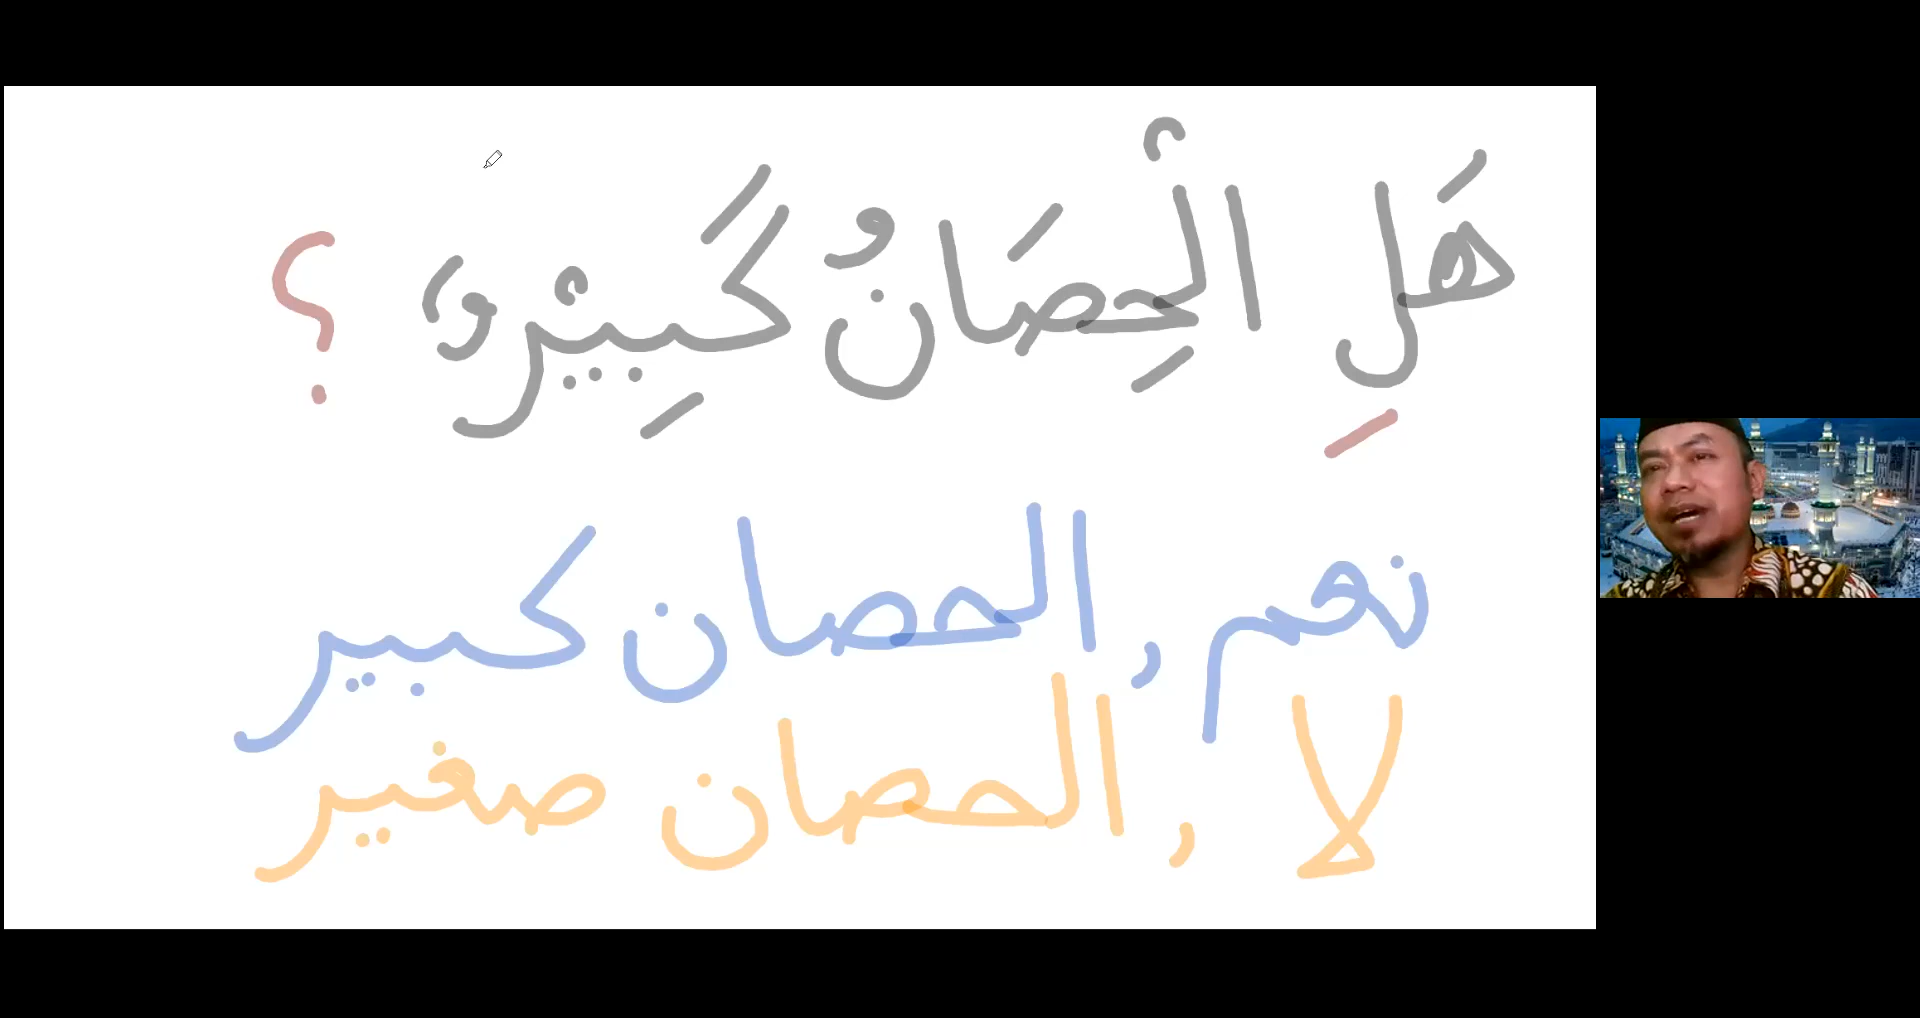 هَلِ الْحِصَانُ كَبِيْرٌ ؟
نعم , الحصان كبير
لا , الحصان صغير